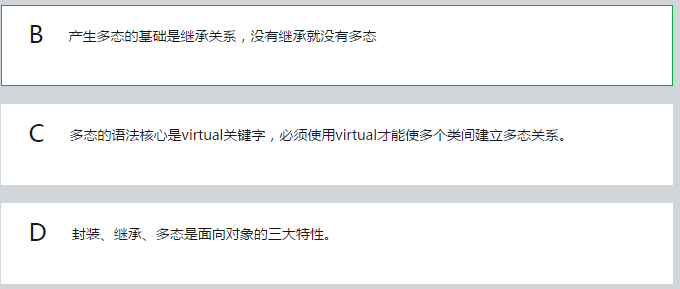 B 产生多态的基础是继承关系，没有继承就没有多态
C 多态的语法核心是virtual关键字，必须使用virtual才能使多个类间建立多态关系。
D 封装、继承、多态是面向对象的三大特性。